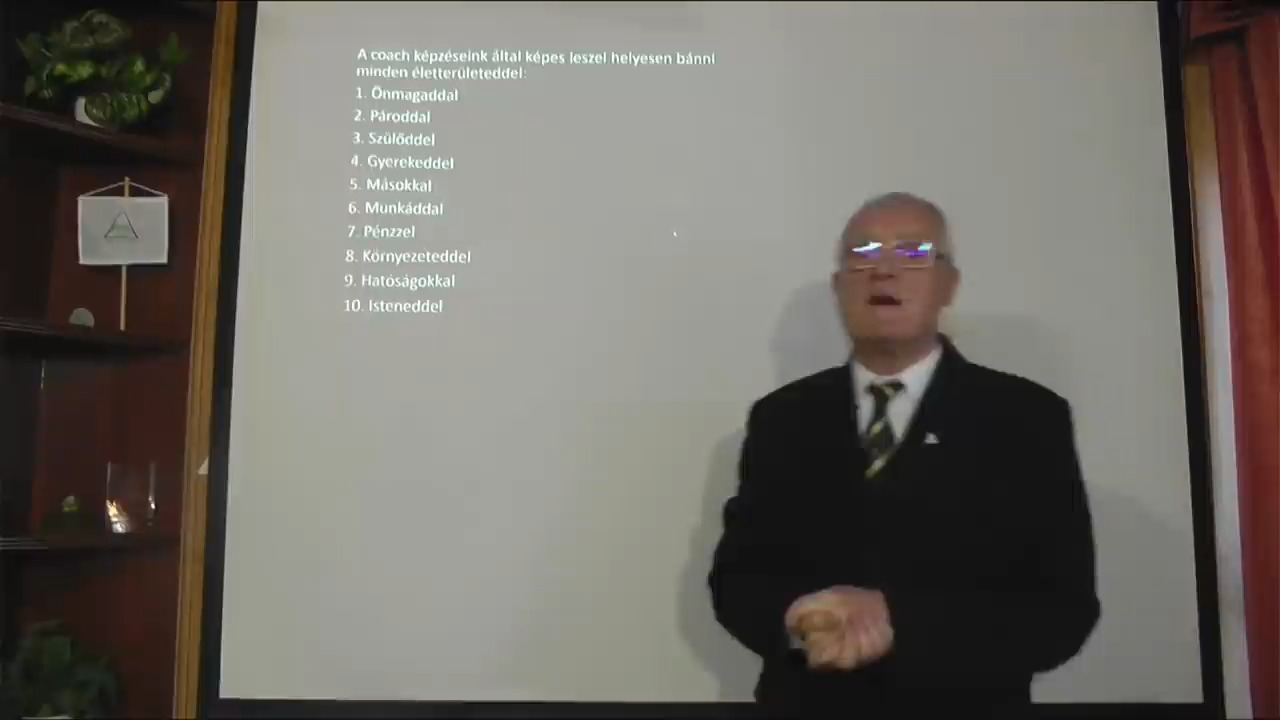 A coach képzéseink által képes leszel helyesen bánni
minden életterületeddel:
1. Önmagaddal
2. Pároddal
3. Szülőddel
4. Gyerekeddel
5. Másokkal
6. Munkáddal
7. Pénzzel
8. Környezeteddel
9. Hatóságokkal
10. Isteneddel